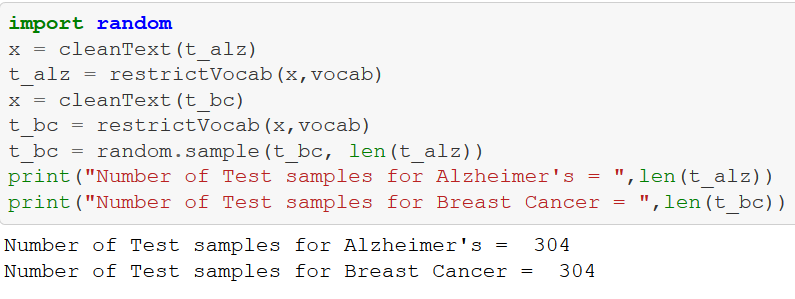 import random
x = cleanText(t_alz)
t_alz = restrictVocab(x,vocab)
x = cleanText(t_bc)
t_bc = restrictVocab(x,vocab)
t_bc = random.sample(t_bc, len(t_alz))
print("Number of Test samples for Alzheimer's = ",len(t_alz))
print("Number of Test samples for Breast Cancer = ",len(t_bc))
Number of Test samples for Alzheimer's =  304
Number of Test samples for Breast Cancer =  304